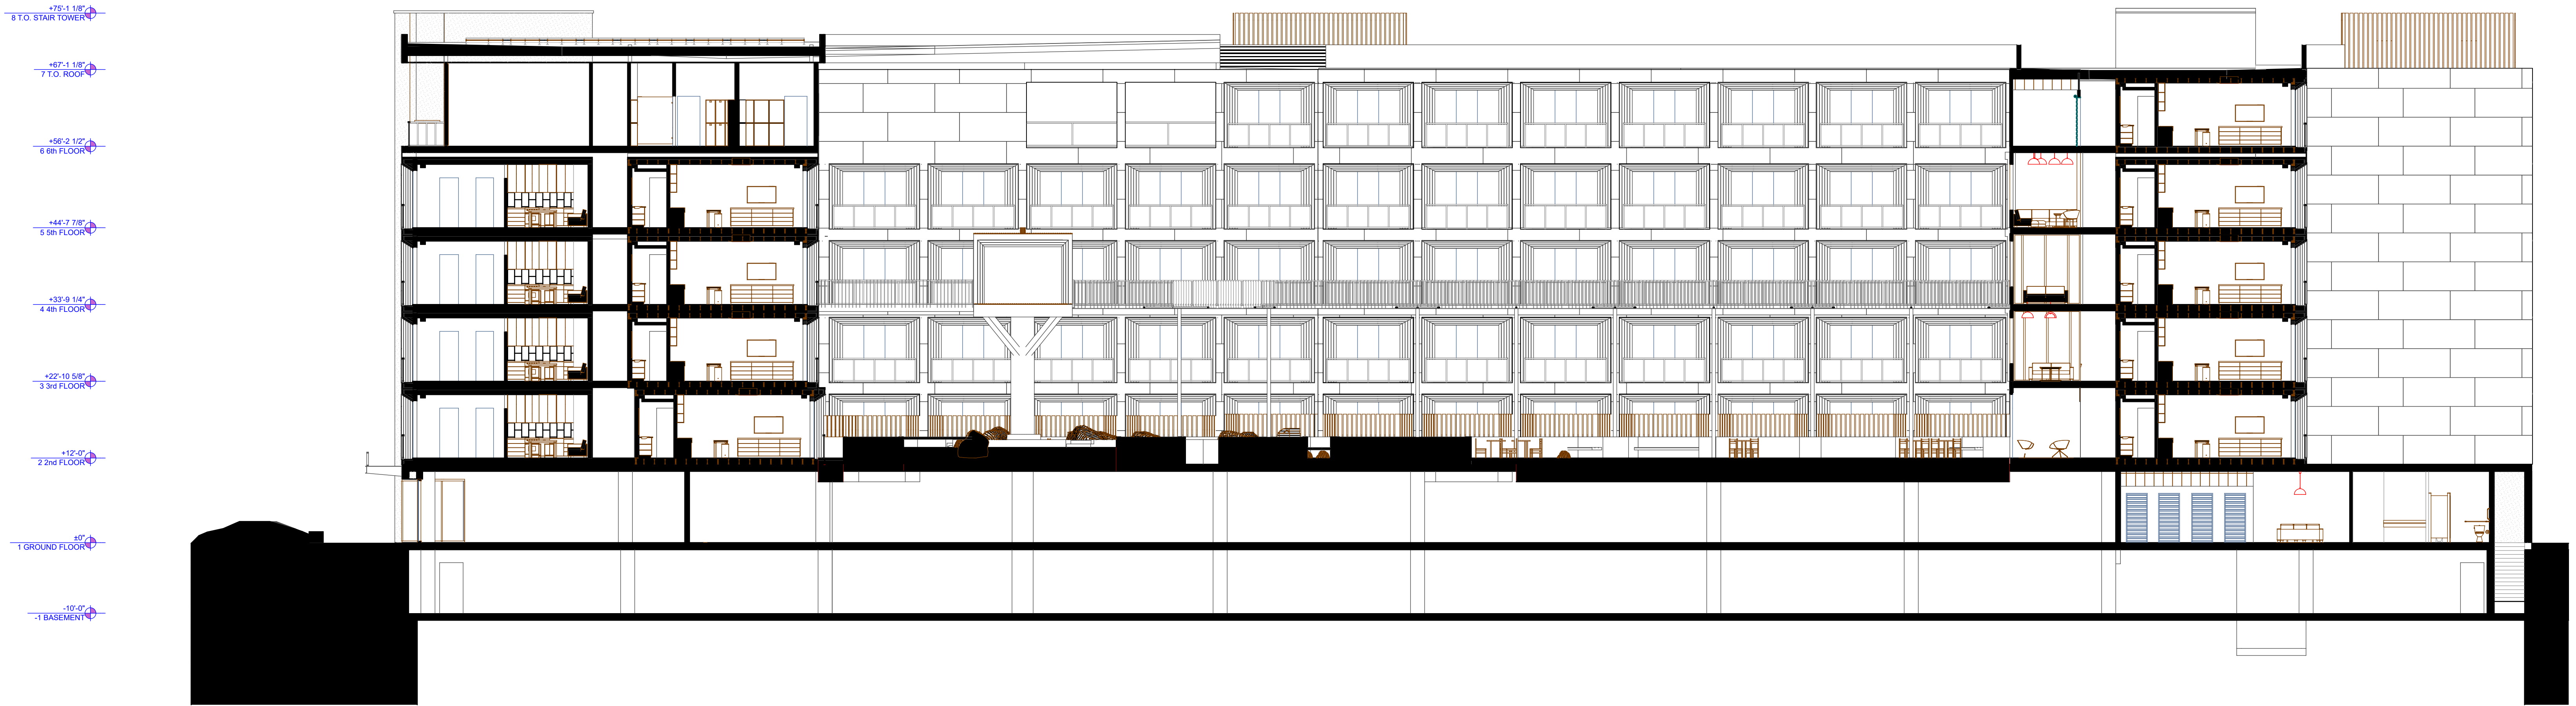 +75'-1 1/8"
8 T.O. STAIR TOWER
+67'-1 1/8"
7 T.O. ROOF
+56'-2 1/2"
6 6th FLOOR
+44'-7 7/8"
5 5th FLOOR
+33'-9 1/4"
4 4th FLOOR
+22'-10 5/8"
3 3rd FLOOR
+12'-0"
2 2nd FLOOR
±0"
1 GROUND FLOOR
-10'-0"
-1 BASEMENT